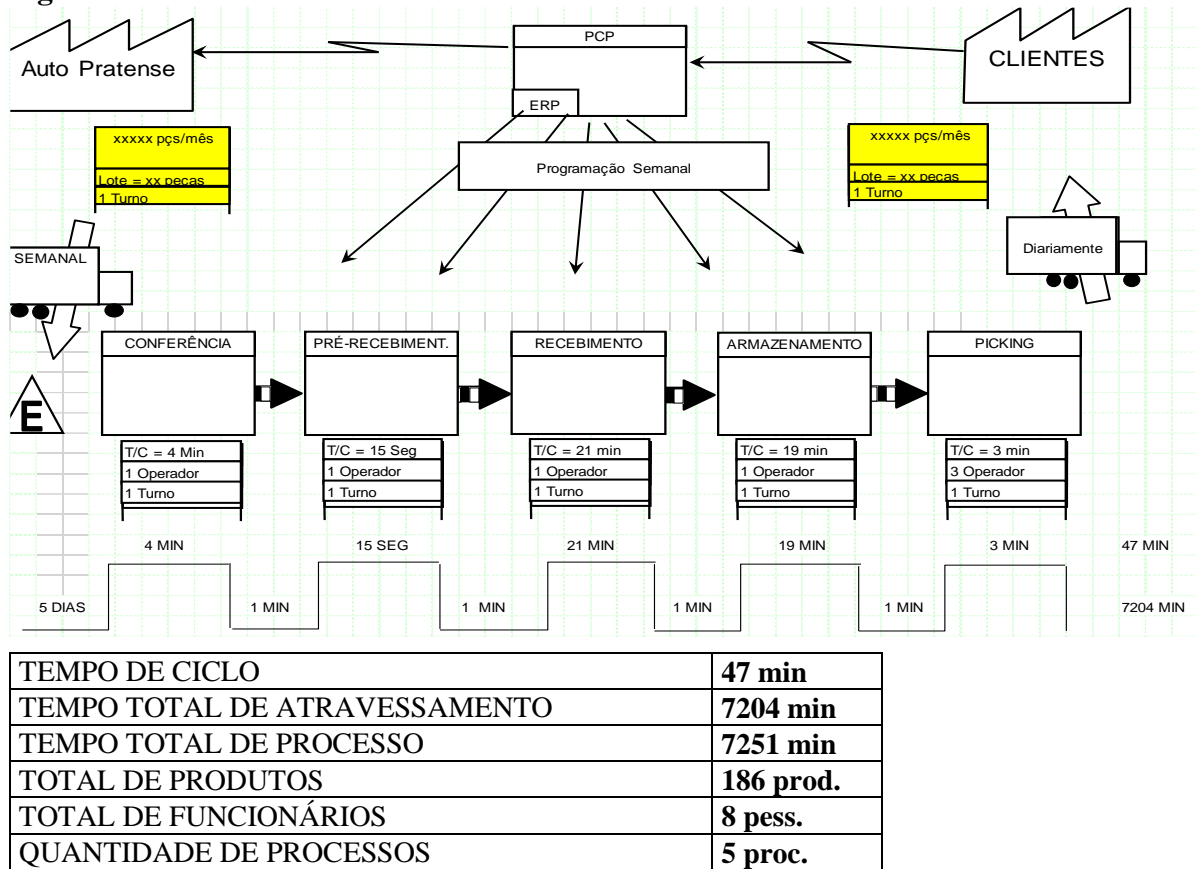 PCP
Auto Pratense
CLIENTES
ERP
xxxxx pçs/mês
Lote = xx peças
1 Turno
Programação Semanal
xxxxx pçs/mês
Lote = xx peças
1 Turno
SEMANAL
Diariamente
CONFERÊNCIA
PRÉ-RECEBIMENT.
RECEBIMENTO
ARMAZENAMENTO
PICKING
E
T/C = 4 Min
1 Operador
1 Turno
T/C = 15 Seg
1 Operador
1 Turno
T/C = 21 min
1 Operador
1 Turno
T/C = 19 min
1 Operador
1 Turno
T/C = 3 min
3 Operador
1 Turno
4 MIN
15 SEG
21 MIN
19 MIN
3 MIN
47 MIN
5 DIAS
1 MIN
1 MIN
1 MIN
1 MIN
7204 MIN
TEMPO DE CICLO 47 min
TEMPO TOTAL DE ATRAVESSAMENTO 7204 min
TEMPO TOTAL DE PROCESSO 7251 min
TOTAL DE PRODUTOS 186 prod.
TOTAL DE FUNCIONÁRIOS 8 pess.
QUANTIDADE DE PROCESSOS 5 proc.